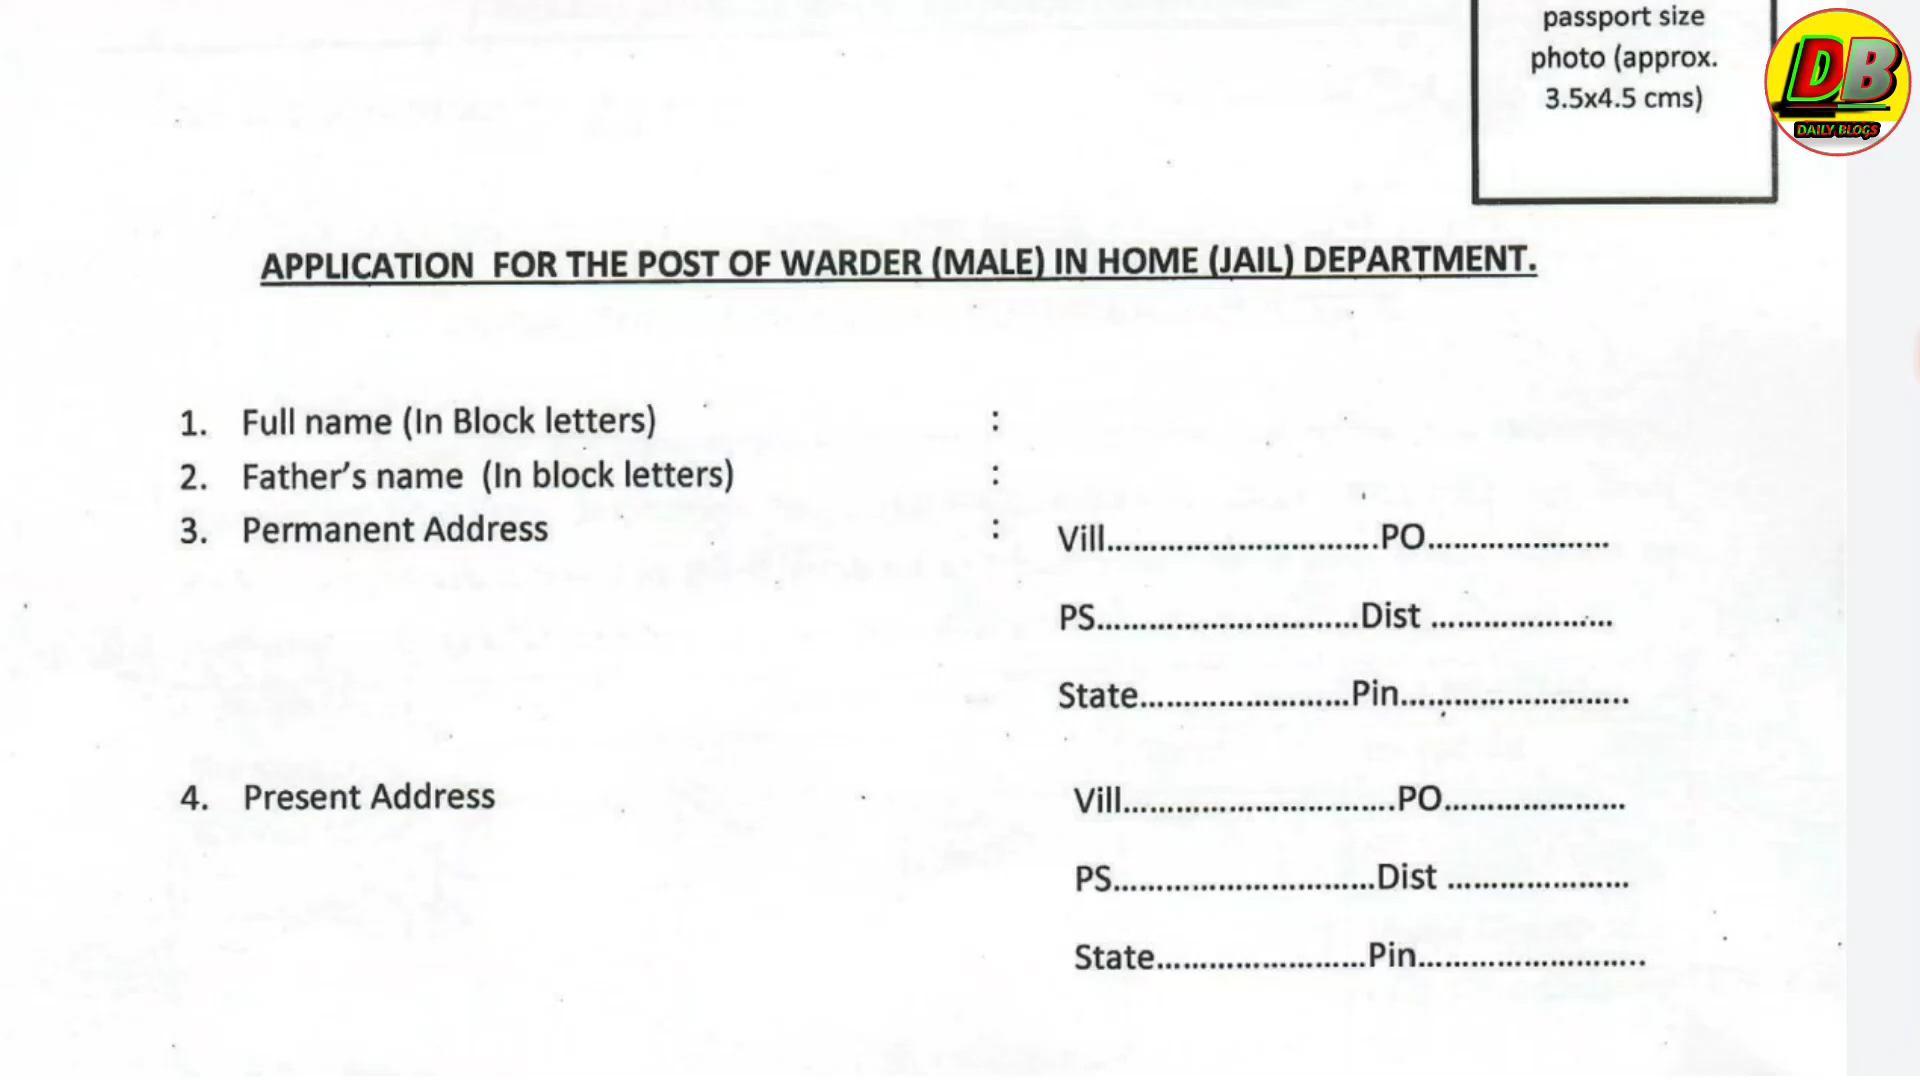 passport size
photo (approx.
3.5x4.5 cms)
DB
DAILY BLOGS
APPLICATION FOR THE POST OF WARDER (MALE) IN HOME (JAIL) DEPARTMENT.
1. Full name (In Block letters) :
2. Father's name (In block letters) :
3. Permanent Address : Vill................................PO.....................
PS...............................Dist .....................
State.........................Pin...........................
4. Present Address Vill................................PO.....................
PS...............................Dist .....................
State.........................Pin...........................